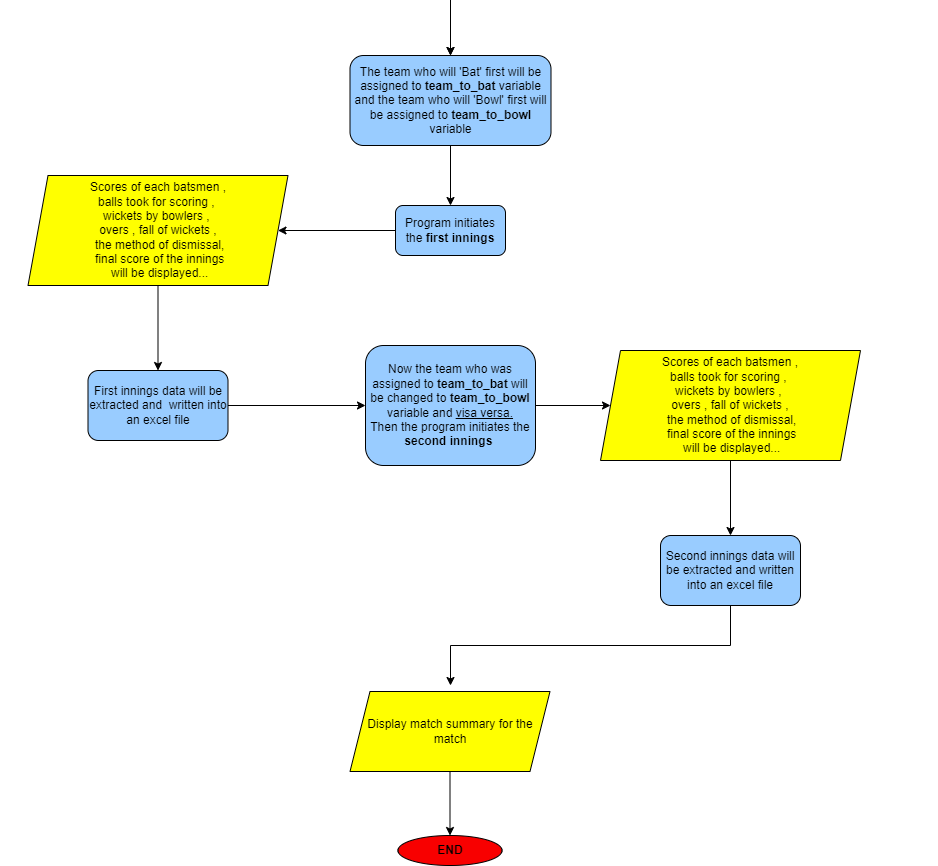 The team who will 'Bat' first will be
assigned to team_to_bat variable
and the team who will 'Bowl' first will
be assigned to team_to_bowl
variable
Program initiates
the first innings
Scores of each batsmen ,
balls took for scoring ,
wickets by bowlers ,
overs , fall of wickets ,
the method of dismissal,
final score of the innings
will be displayed...
First innings data will be
extracted and written into
an excel file
Now the team who was
assigned to team_to_bat will
be changed to team_to_bowl
variable and visa versa.
Then the program initiates the
second innings
Scores of each batsmen ,
balls took for scoring ,
wickets by bowlers ,
overs , fall of wickets ,
the method of dismissal,
final score of the innings
will be displayed...
Second innings data will
be extracted and written
into an excel file
Display match summary for the
match
END